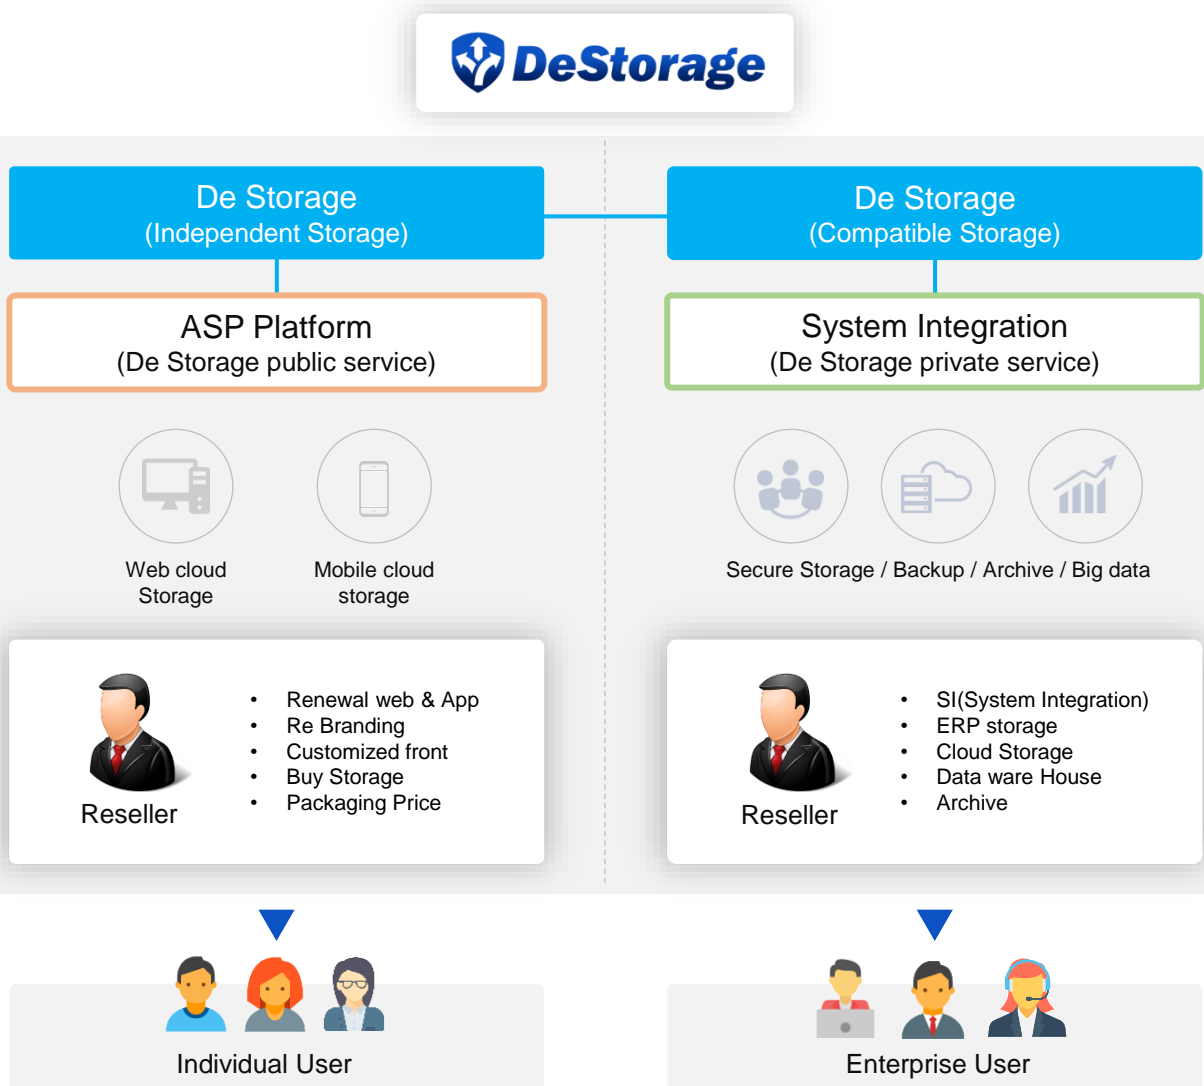 DeStorage
De Storage
(Independent Storage)
De Storage
(Compatible Storage)
ASP Platform
(De Storage public service)
System Integration
(De Storage private service)
Web cloud
Storage
Mobile cloud
storage
Secure Storage / Backup / Archive / Big data
Reseller
• Renewal web & App
• Re Branding
• Customized front
• Buy Storage
• Packaging Price
Reseller
• SI(System Integration)
• ERP storage
• Cloud Storage
• Data ware House
• Archive
Individual User
Enterprise User